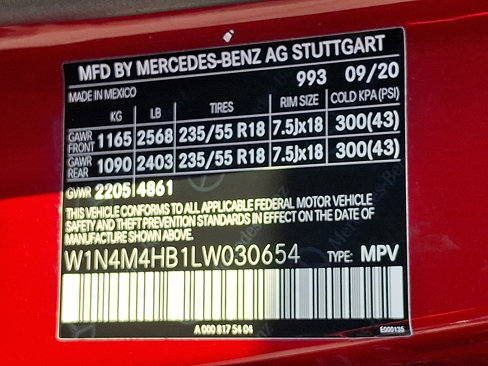 MFD BY MERCEDES-BENZ AG STUTTGART
MADE IN MEXICO 993 09/20
KG LB TIRES RIM SIZE COLD KPA(PSI)
GAWR FRONT 1165 2568 235/55 R18 7.5Jx18 300(43)
GAWR REAR 1090 2403 235/55 R18 7.5Jx18 300(43)
GVWR 2205 4861
THIS VEHICLE CONFORMS TO ALL APPLICABLE FEDERAL MOTOR VEHICLE
SAFETY AND THEFT PREVENTION STANDARDS IN EFFECT ON THE DATE OF
MANUFACTURE SHOWN ABOVE.
W1N4M4HB1LW030654 TYPE: MPV
A 000 817 54 04 E000135